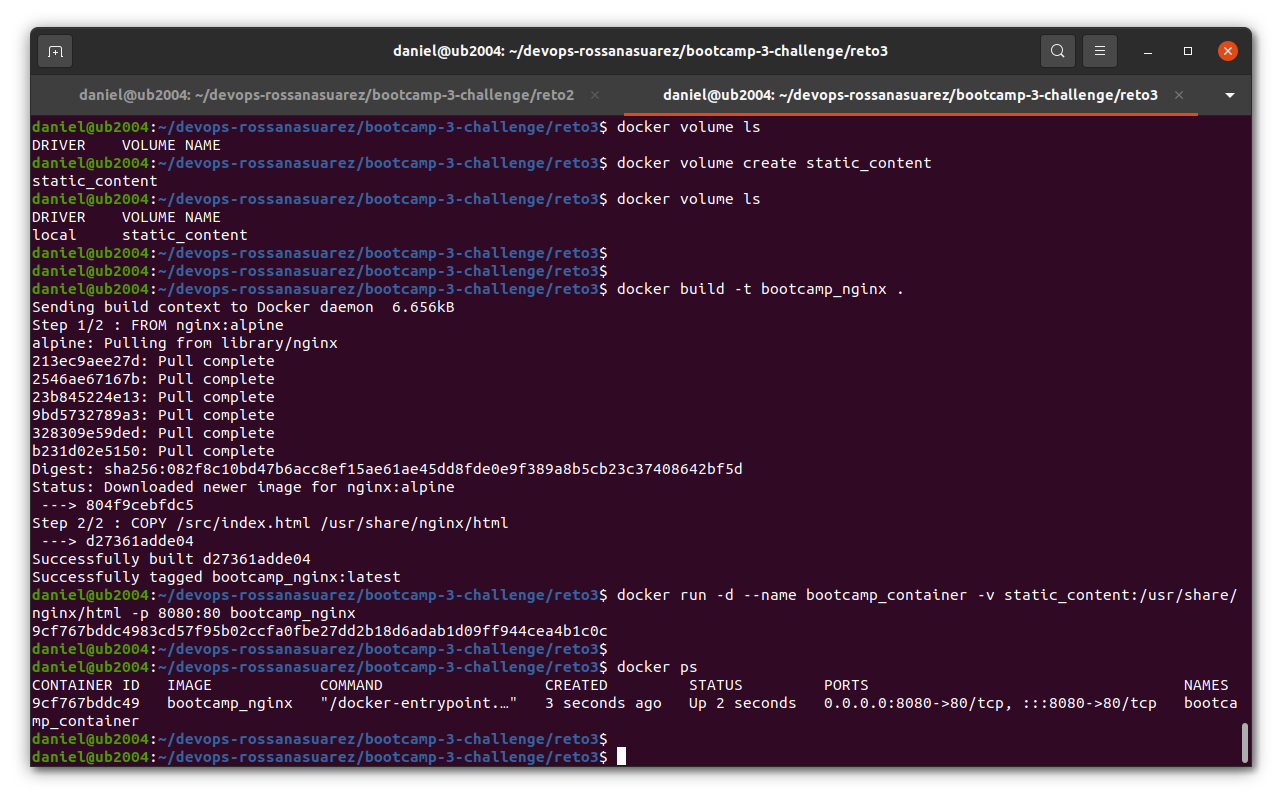 daniel@ub2004: ~/devops-rossanasuarez/bootcamp-3-challenge/reto3
daniel@ub2004: ~/devops-rossanasuarez/bootcamp-3-challenge/reto2
daniel@ub2004: ~/devops-rossanasuarez/bootcamp-3-challenge/reto3
daniel@ub2004:~/devops-rossanasuarez/bootcamp-3-challenge/reto3$ docker volume ls
DRIVER    VOLUME NAME
daniel@ub2004:~/devops-rossanasuarez/bootcamp-3-challenge/reto3$ docker volume create static_content
static_content
daniel@ub2004:~/devops-rossanasuarez/bootcamp-3-challenge/reto3$ docker volume ls
DRIVER    VOLUME NAME
local     static_content
daniel@ub2004:~/devops-rossanasuarez/bootcamp-3-challenge/reto3$
daniel@ub2004:~/devops-rossanasuarez/bootcamp-3-challenge/reto3$
daniel@ub2004:~/devops-rossanasuarez/bootcamp-3-challenge/reto3$ docker build -t bootcamp_nginx .
Sending build context to Docker daemon  6.656kB
Step 1/2 : FROM nginx:alpine
alpine: Pulling from library/nginx
213ec9aee27d: Pull complete
2546ae67167b: Pull complete
23b845224e13: Pull complete
9bd5732789a3: Pull complete
328309e59ded: Pull complete
b231d02e5150: Pull complete
Digest: sha256:082f8c10bd47b6acc8ef15ae61ae45dd8fde0e9f389a8b5cb23c37408642bf5d
Status: Downloaded newer image for nginx:alpine
 ---> 804f9cebfdc5
Step 2/2 : COPY /src/index.html /usr/share/nginx/html
 ---> d27361adde04
Successfully built d27361adde04
Successfully tagged bootcamp_nginx:latest
daniel@ub2004:~/devops-rossanasuarez/bootcamp-3-challenge/reto3$ docker run -d --name bootcamp_container -v static_content:/usr/share/
nginx/html -p 8080:80 bootcamp_nginx
9cf767bddc4983cd57f95b02ccfa0fbe27dd2b18d6adab1d09ff944cea4b1c0c
daniel@ub2004:~/devops-rossanasuarez/bootcamp-3-challenge/reto3$
daniel@ub2004:~/devops-rossanasuarez/bootcamp-3-challenge/reto3$ docker ps
CONTAINER ID   IMAGE            COMMAND                  CREATED         STATUS         PORTS                                   NAMES
9cf767bddc49   bootcamp_nginx   "/docker-entrypoint.…"   3 seconds ago   Up 2 seconds   0.0.0.0:8080->80/tcp, :::8080->80/tcp   bootca
mp_container
daniel@ub2004:~/devops-rossanasuarez/bootcamp-3-challenge/reto3$
daniel@ub2004:~/devops-rossanasuarez/bootcamp-3-challenge/reto3$